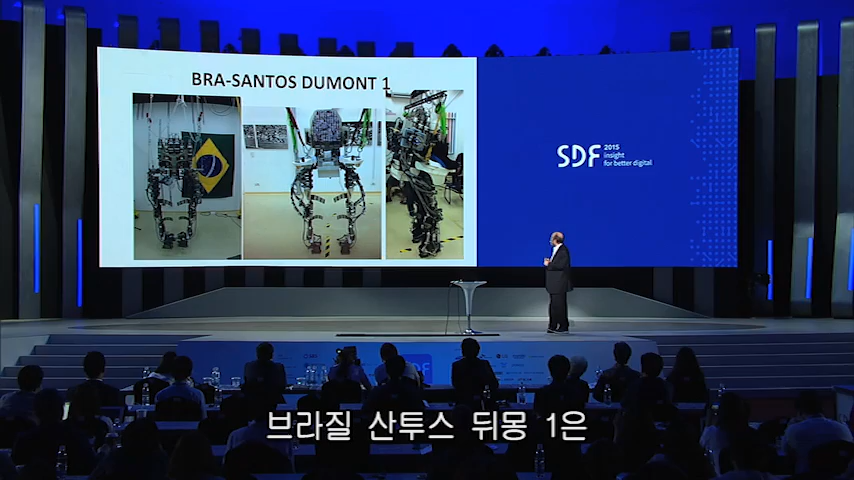 BRA-SANTOS DUMONT 1
SDF 2015
insight
for better digital
DF
브라질 산투스 뒤몽 1은